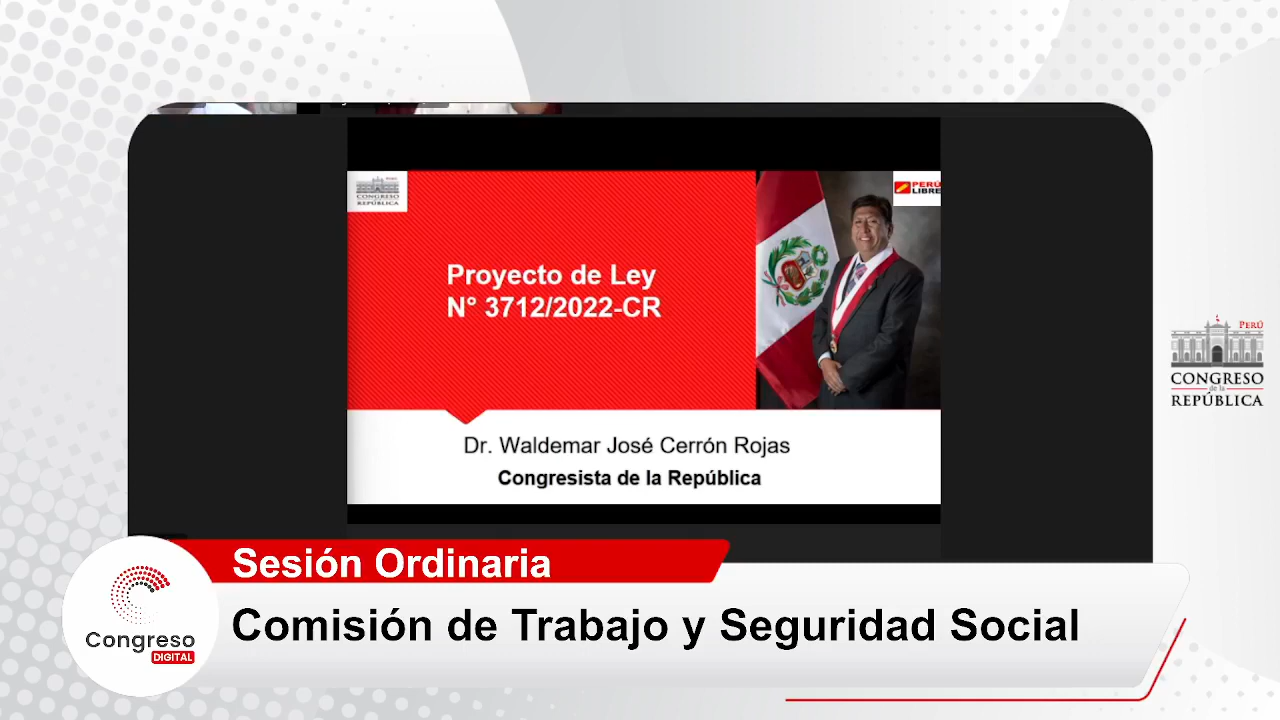 PERÚ
CONGRESO
REPÚBLICA
PERÚ
LIBRE
Proyecto de Ley
N° 3712/2022-CR
Dr. Waldemar José Cerrón Rojas
Congresista de la República
PERÚ
CONGRESO
de la
REPÚBLICA
Sesión Ordinaria
Comisión de Trabajo y Seguridad Social
Congreso
DIGITAL